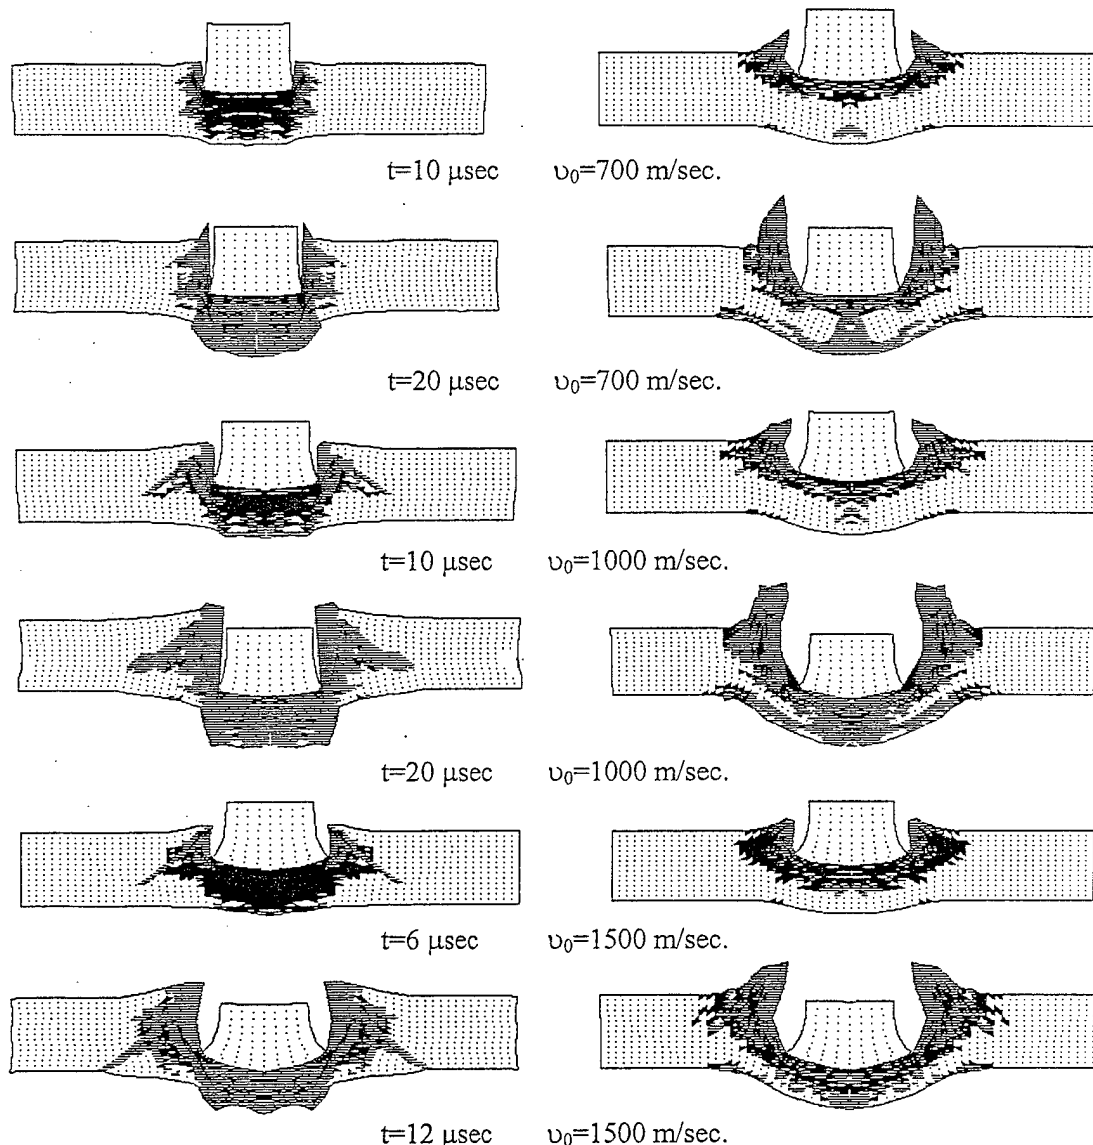 t=10 μsec υ₀=700 m/sec.
t=20 μsec υ₀=700 m/sec.
t=10 μsec υ₀=1000 m/sec.
t=20 μsec υ₀=1000 m/sec.
t=6 μsec υ₀=1500 m/sec.
t=12 μsec υ₀=1500 m/sec.